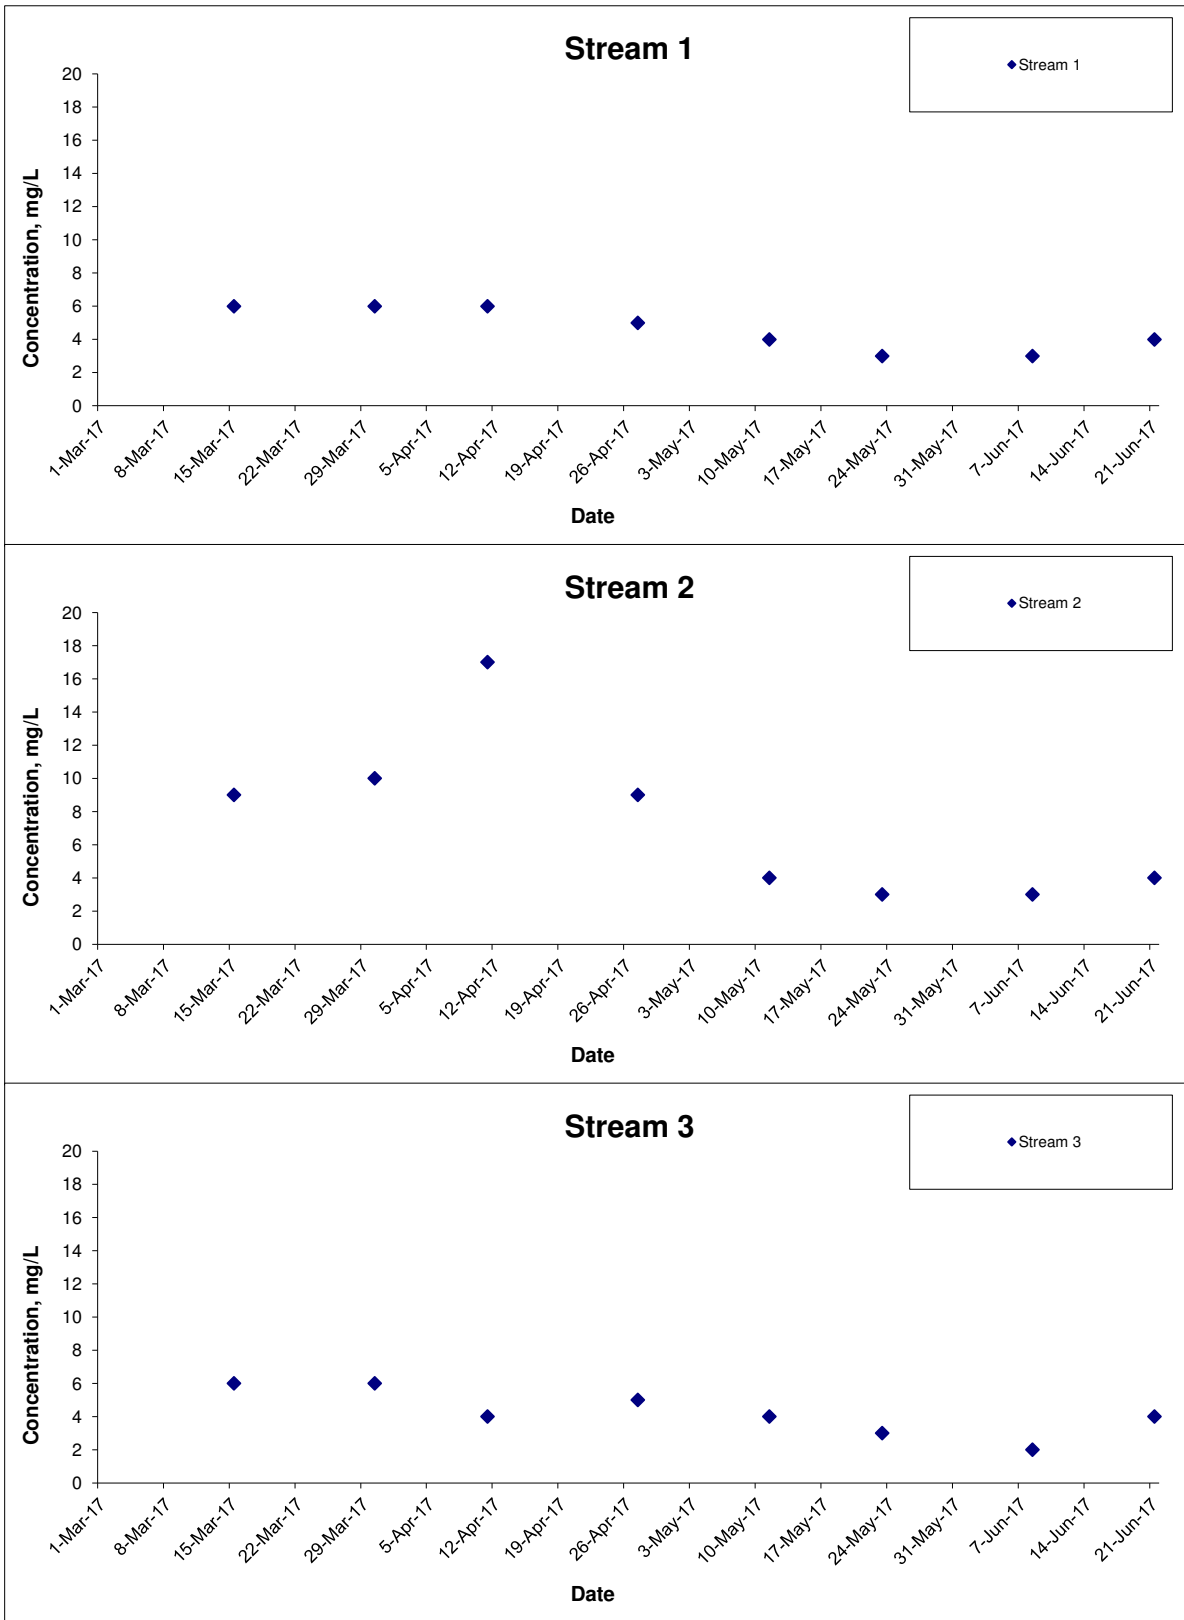 Stream 1
Stream 1
Concentration, mg/L
20
18
16
14
12
10
8
6
4
2
0
1-Mar-17
8-Mar-17
15-Mar-17
22-Mar-17
29-Mar-17
5-Apr-17
12-Apr-17
19-Apr-17
26-Apr-17
3-May-17
10-May-17
17-May-17
24-May-17
31-May-17
7-Jun-17
14-Jun-17
21-Jun-17
Date
Stream 2
Stream 2
Concentration, mg/L
20
18
16
14
12
10
8
6
4
2
0
1-Mar-17
8-Mar-17
15-Mar-17
22-Mar-17
29-Mar-17
5-Apr-17
12-Apr-17
19-Apr-17
26-Apr-17
3-May-17
10-May-17
17-May-17
24-May-17
31-May-17
7-Jun-17
14-Jun-17
21-Jun-17
Date
Stream 3
Stream 3
Concentration, mg/L
20
18
16
14
12
10
8
6
4
2
0
1-Mar-17
8-Mar-17
15-Mar-17
22-Mar-17
29-Mar-17
5-Apr-17
12-Apr-17
19-Apr-17
26-Apr-17
3-May-17
10-May-17
17-May-17
24-May-17
31-May-17
7-Jun-17
14-Jun-17
21-Jun-17
Date